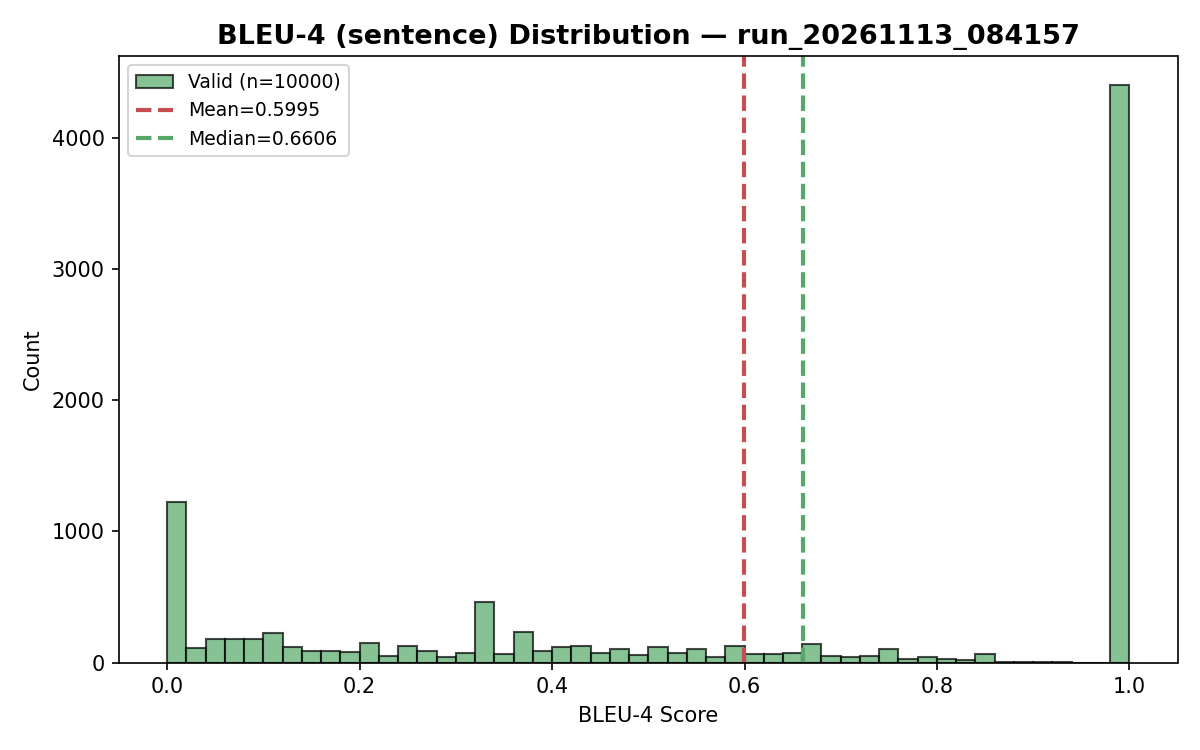 BLEU-4 (sentence) Distribution — run_20261113_084157
Valid (n=10000)
Mean=0.5995
Median=0.6606
Count
4000
3000
2000
1000
0
0.0 0.2 0.4 0.6 0.8 1.0
BLEU-4 Score